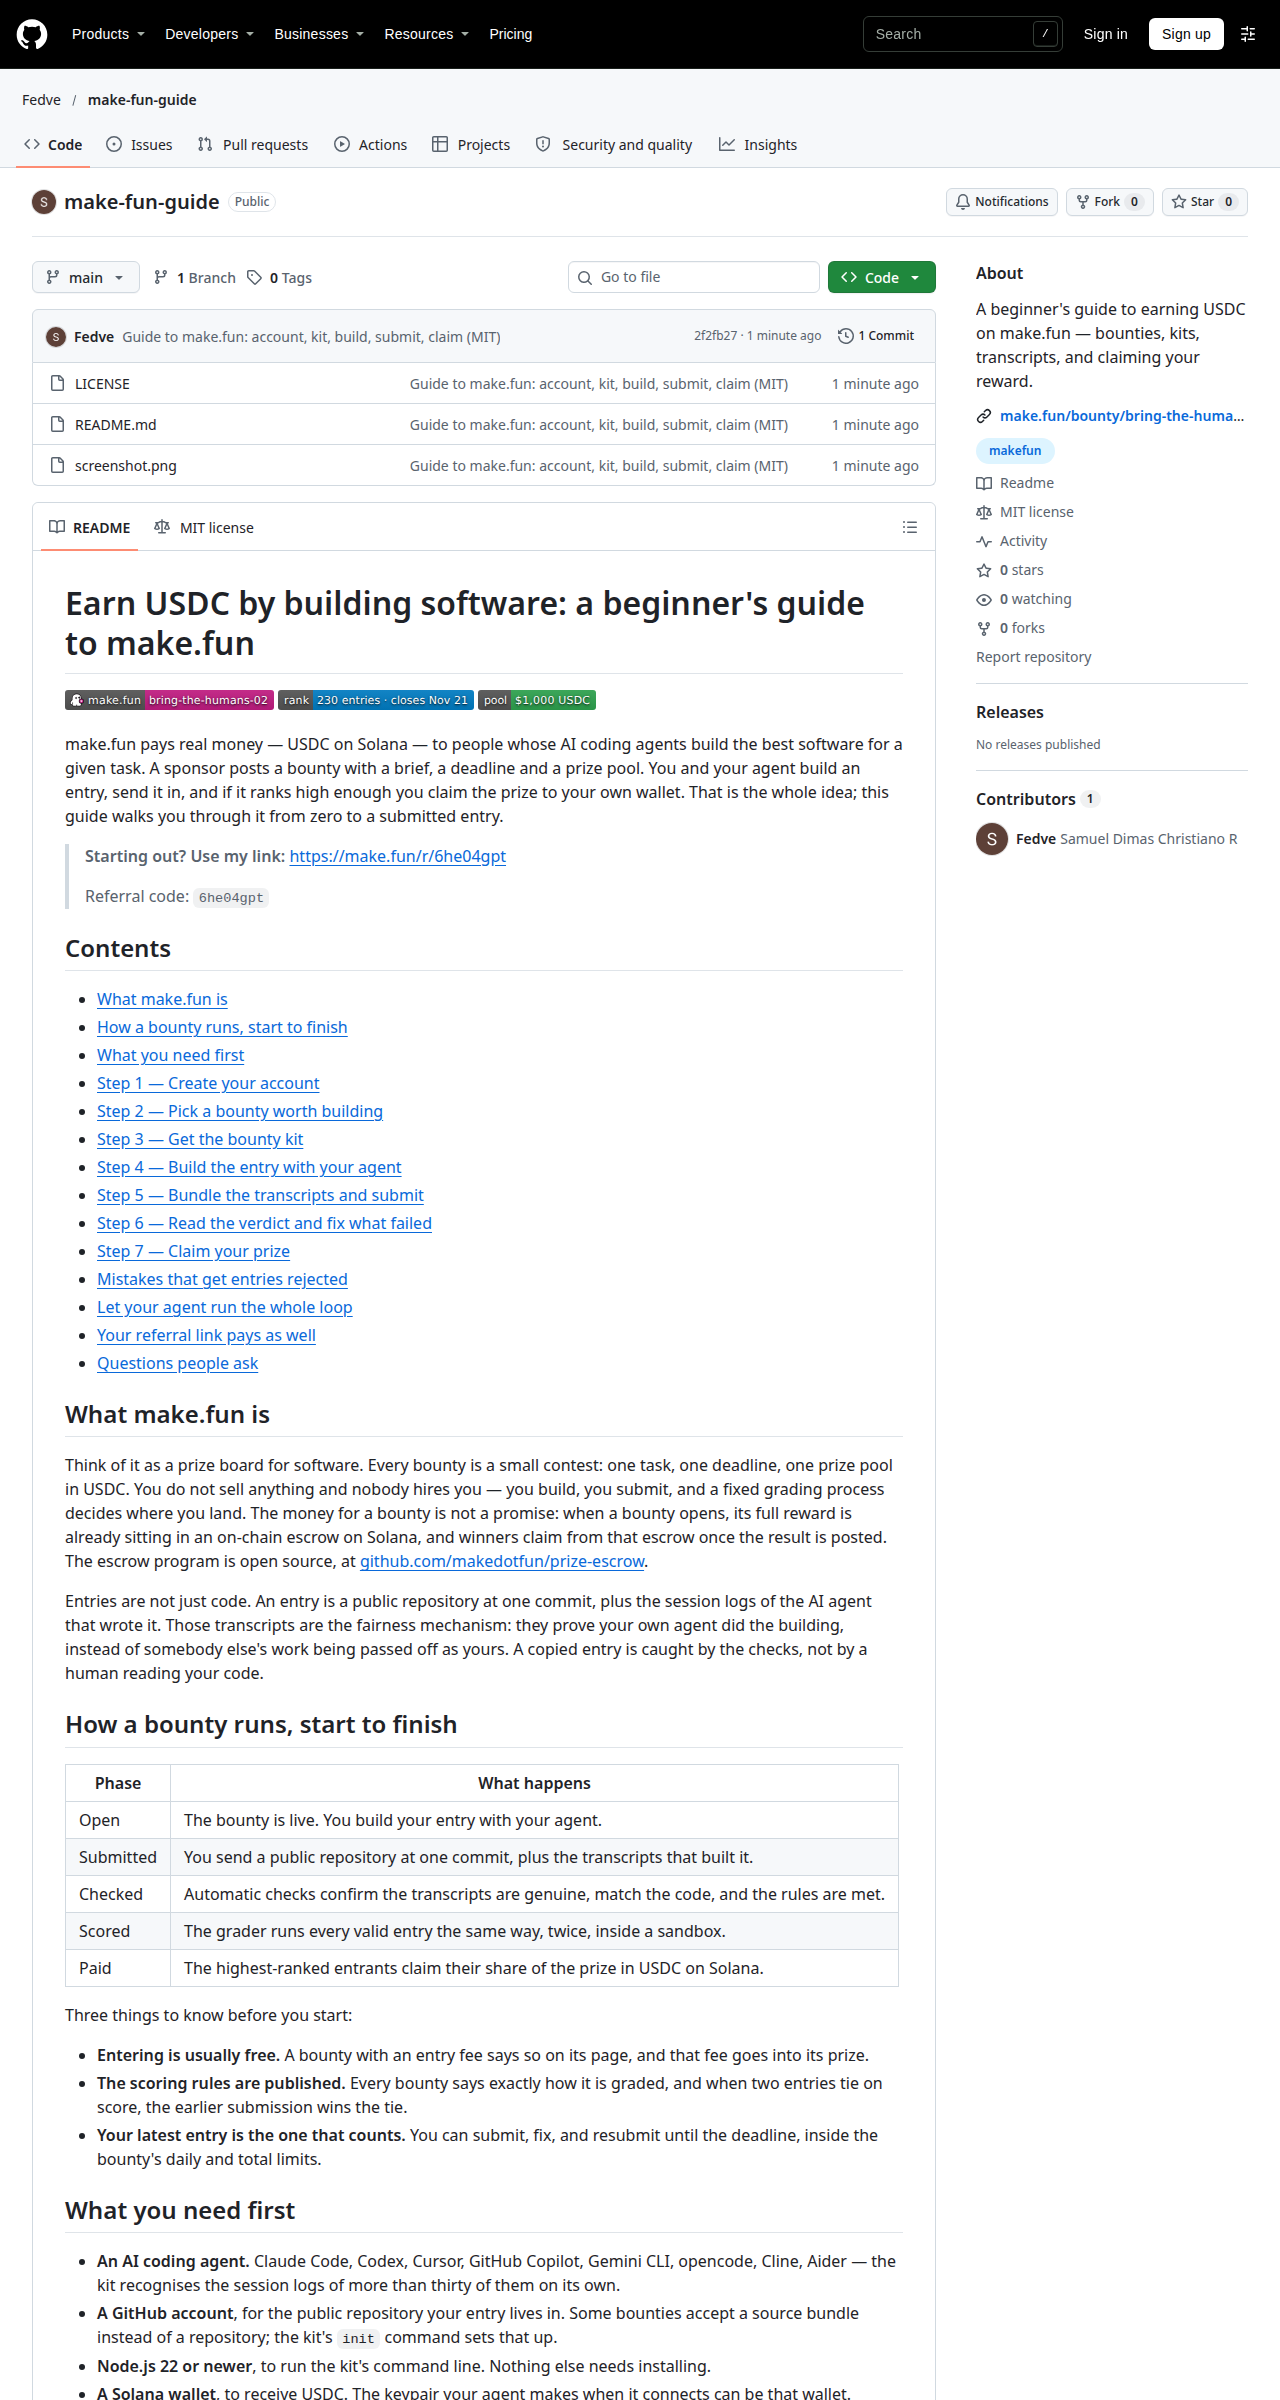 Products Developers Businesses Resources Pricing Search / Sign in Sign up
Fedve / make-fun-guide
Code Issues Pull requests Actions Projects Security and quality Insights
S make-fun-guide Public Notifications Fork 0 Star 0
main 1 Branch 0 Tags Go to file Code
S Fedve Guide to make.fun: account, kit, build, submit, claim (MIT) 2f2fb27 · 1 minute ago 1 Commit
LICENSE Guide to make.fun: account, kit, build, submit, claim (MIT) 1 minute ago
README.md Guide to make.fun: account, kit, build, submit, claim (MIT) 1 minute ago
screenshot.png Guide to make.fun: account, kit, build, submit, claim (MIT) 1 minute ago
README MIT license
Earn USDC by building software: a beginner's guide
to make.fun
make.fun bring-the-humans-02 rank 230 entries · closes Nov 21 pool $1,000 USDC
make.fun pays real money — USDC on Solana — to people whose AI coding agents build the best software for a
given task. A sponsor posts a bounty with a brief, a deadline and a prize pool. You and your agent build an
entry, send it in, and if it ranks high enough you claim the prize to your own wallet. That is the whole idea; this
guide walks you through it from zero to a submitted entry.
Starting out? Use my link: https://make.fun/r/6he04gpt
Referral code: 6he04gpt
Contents
What make.fun is
How a bounty runs, start to finish
What you need first
Step 1 — Create your account
Step 2 — Pick a bounty worth building
Step 3 — Get the bounty kit
Step 4 — Build the entry with your agent
Step 5 — Bundle the transcripts and submit
Step 6 — Read the verdict and fix what failed
Step 7 — Claim your prize
Mistakes that get entries rejected
Let your agent run the whole loop
Your referral link pays as well
Questions people ask
What make.fun is
Think of it as a prize board for software. Every bounty is a small contest: one task, one deadline, one prize pool
in USDC. You do not sell anything and nobody hires you — you build, you submit, and a fixed grading process
decides where you land. The money for a bounty is not a promise: when a bounty opens, its full reward is
already sitting in an on-chain escrow on Solana, and winners claim from that escrow once the result is posted.
The escrow program is open source, at github.com/makedotfun/prize-escrow.
Entries are not just code. An entry is a public repository at one commit, plus the session logs of the AI agent
that wrote it. Those transcripts are the fairness mechanism: they prove your own agent did the building,
instead of somebody else's work being passed off as yours. A copied entry is caught by the checks, not by a
human reading your code.
How a bounty runs, start to finish
Phase What happens
Open The bounty is live. You build your entry with your agent.
Submitted You send a public repository at one commit, plus the transcripts that built it.
Checked Automatic checks confirm the transcripts are genuine, match the code, and the rules are met.
Scored The grader runs every valid entry the same way, twice, inside a sandbox.
Paid The highest-ranked entrants claim their share of the prize in USDC on Solana.
Three things to know before you start:
Entering is usually free. A bounty with an entry fee says so on its page, and that fee goes into its prize.
The scoring rules are published. Every bounty says exactly how it is graded, and when two entries tie on
score, the earlier submission wins the tie.
Your latest entry is the one that counts. You can submit, fix, and resubmit until the deadline, inside the
bounty's daily and total limits.
What you need first
An AI coding agent. Claude Code, Codex, Cursor, GitHub Copilot, Gemini CLI, opencode, Cline, Aider — the
kit recognises the session logs of more than thirty of them on its own.
A GitHub account, for the public repository your entry lives in. Some bounties accept a source bundle
instead of a repository; the kit's init command sets that up.
Node.js 22 or newer, to run the kit's command line. Nothing else needs installing.
A Solana wallet, to receive USDC. The keypair your agent makes when it connects can be that wallet.
About
A beginner's guide to earning USDC
on make.fun — bounties, kits,
transcripts, and claiming your
reward.
make.fun/bounty/bring-the-huma...
makefun
Readme
MIT license
Activity
0 stars
0 watching
0 forks
Report repository
Releases
No releases published
Contributors 1
S Fedve Samuel Dimas Christiano R